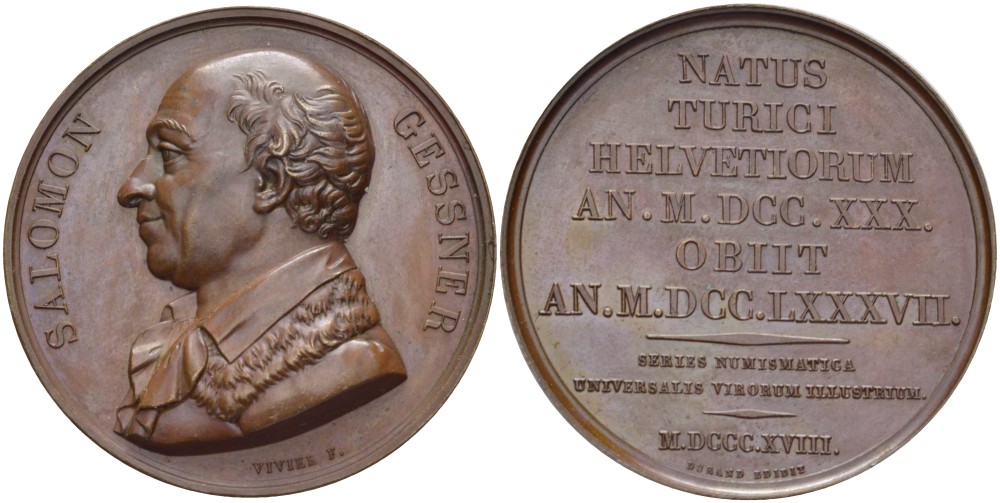 SALOMON GESSNER
VIVIER F.
NATUS
TURICI
HELVETIORUM
AN. M. DCC. XXX.
OBIIT
AN. M. DCC. LXXXVII.
SERIES NUMISMATICA
UNIVERSALIS VIRORUM ILLUSTRIUM.
M.DCCC.XVIII.
DURAND EDIDIT